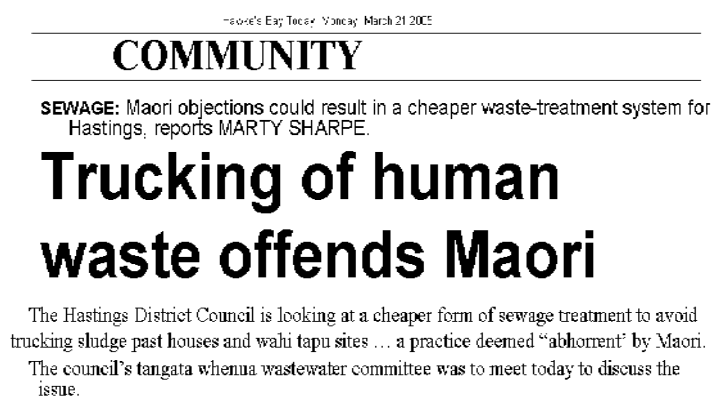 Hawke's Bay Today Monday March 21 2005
COMMUNITY
SEWAGE: Maori objections could result in a cheaper waste-treatment system for
Hastings, reports MARTY SHARPE.
Trucking of human
waste offends Maori
The Hastings District Council is looking at a cheaper form of sewage treatment to avoid
trucking sludge past houses and wahi tapu sites … a practice deemed “abhorrent’ by Maori.
The council’s tangata whenua wastewater committee was to meet today to discuss the
issue.